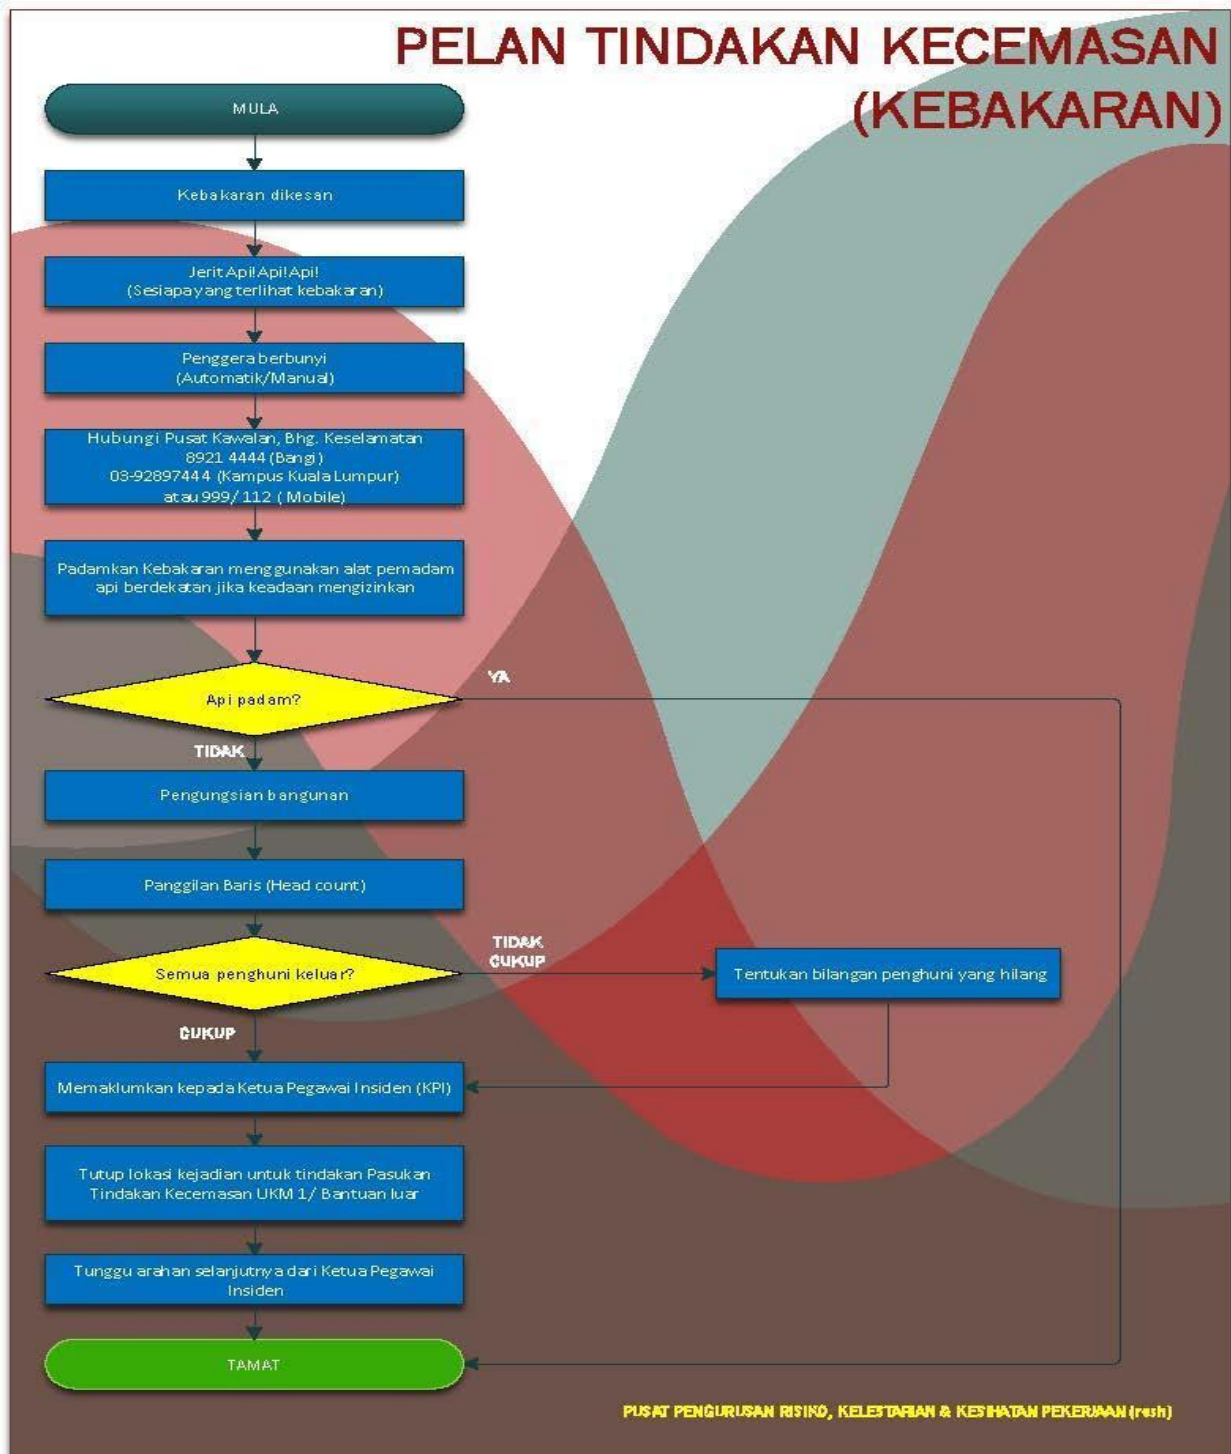 PELAN TINDAKAN KECEMASAN
(KEBAKARAN)
MULA
Kebakaran dikesan
Jerit Api!Api!Api!
(Sesiapa yang terlihat kebakaran)
Penggera berbunyi
(Automatik/Manual)
Hubungi Pusat Kawalan, Bhg. Keselamatan
8921 4444 (Bangi)
03-92897444 (Kampus Kuala Lumpur)
atau 999/ 112 ( Mobile)
Padamkan Kebakaran menggunakan alat pemadam
api berdekatan jika keadaan mengizinkan
Api padam?
YA
TIDAK
Pengungsian bangunan
Panggilan Baris (Head count)
Semua penghuni keluar?
TIDAK
CUKUP
Tentukan bilangan penghuni yang hilang
CUKUP
Memaklumkan kepada Ketua Pegawai Insiden (KPI)
Tutup lokasi kejadian untuk tindakan Pasukan
Tindakan Kecemasan UKM 1/ Bantuan luar
Tunggu arahan selanjutnya dari Ketua Pegawai
Insiden
TAMAT
PUSAT PENGURUSAN RISIKO, KELESTARIAN & KESIHATAN PEKERJAAN (rosh)